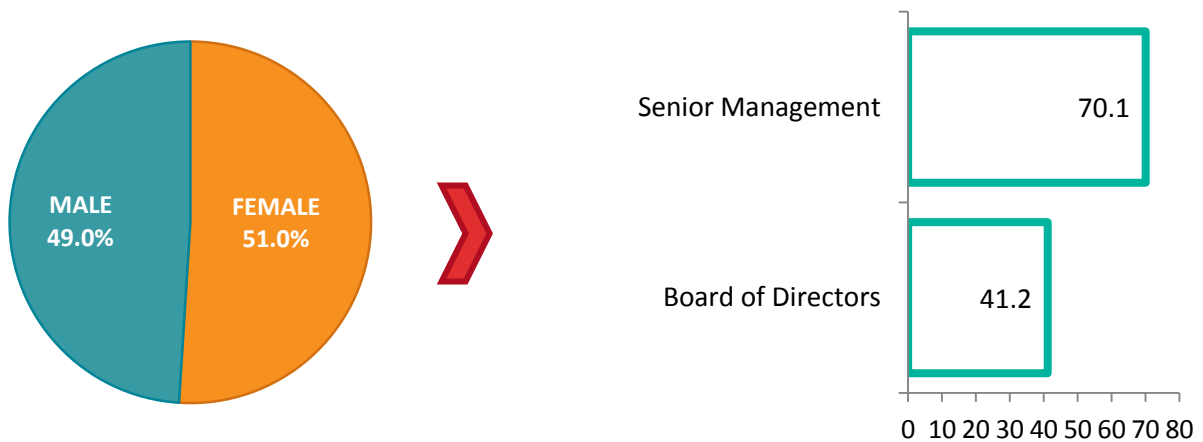 MALE
49.0%
FEMALE
51.0%
Senior Management
70.1
Board of Directors
41.2
0 10 20 30 40 50 60 70 80